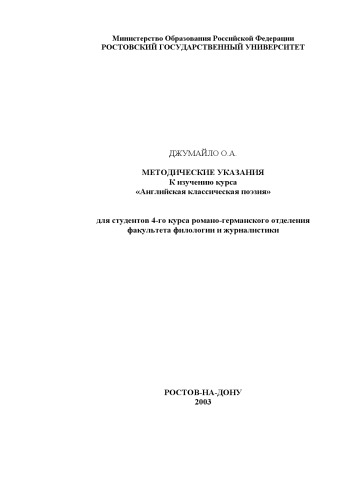 Министерство Образования Российской Федерации
РОСТОВСКИЙ ГОСУДАРСТВЕННЫЙ УНИВЕРСИТЕТ
ДЖУМАЙЛО О.А.
МЕТОДИЧЕСКИЕ УКАЗАНИЯ
К изучению курса
«Английская классическая поэзия»
для студентов 4-го курса романо-германского отделения
факультета филологии и журналистики
РОСТОВ-НА-ДОНУ
2003